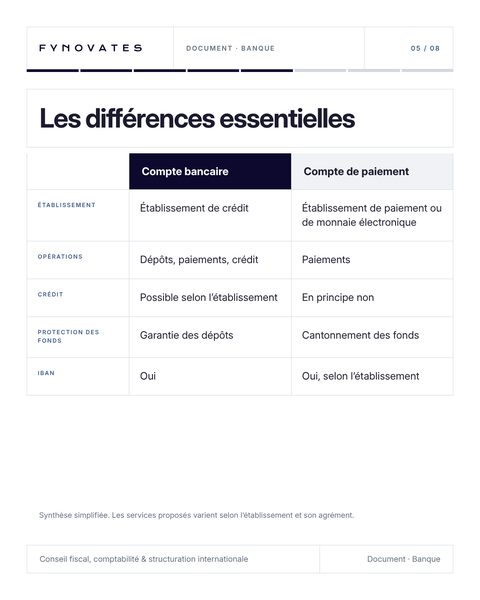 FYNOVATES
DOCUMENT · BANQUE
05 / 08
Les différences essentielles
Compte bancaire
Compte de paiement
ÉTABLISSEMENT
Établissement de crédit
Établissement de paiement ou
de monnaie électronique
OPÉRATIONS
Dépôts, paiements, crédit
Paiements
CRÉDIT
Possible selon l’établissement
En principe non
PROTECTION DES
FONDS
Garantie des dépôts
Cantonnement des fonds
IBAN
Oui
Oui, selon l’établissement
Synthèse simplifiée. Les services proposés varient selon l’établissement et son agrément.
Conseil fiscal, comptabilité & structuration internationale
Document · Banque